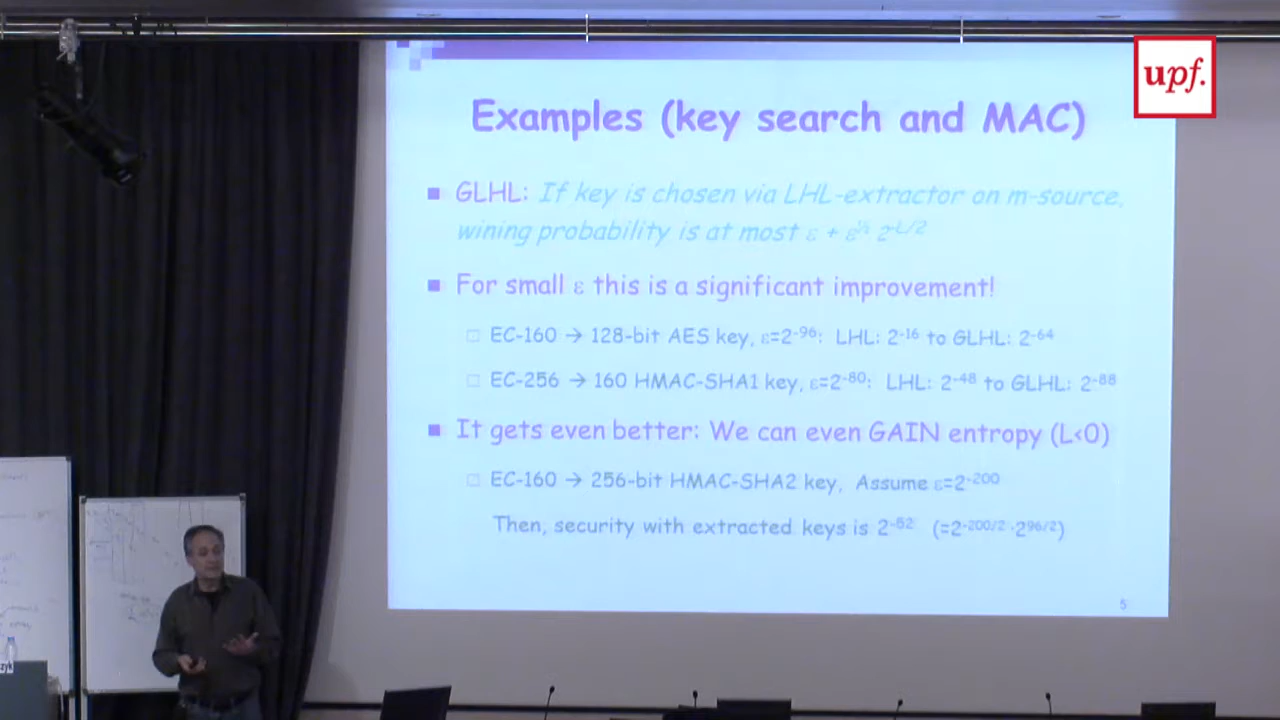 upf.
Examples (key search and MAC)
GLHL: If key is chosen via LHL-extractor on m-source,
wining probability is at most ε + ε^½ 2^-L/2
For small ε this is a significant improvement!
EC-160 → 128-bit AES key, ε=2^-96: LHL: 2^-16 to GLHL: 2^-64
EC-256 → 160 HMAC-SHA1 key, ε=2^-80: LHL: 2^-48 to GLHL: 2^-88
It gets even better: We can even GAIN entropy (L<0)
EC-160 → 256-bit HMAC-SHA2 key, Assume ε=2^-200
Then, security with extracted keys is 2^-52 (=2^-200/2·2^96/2)
5
zyk